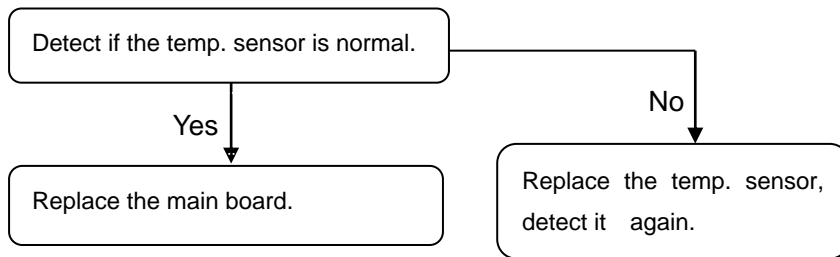 Detect if the temp. sensor is normal.
No
Yes
Replace the temp. sensor,
detect it again.
Replace the main board.